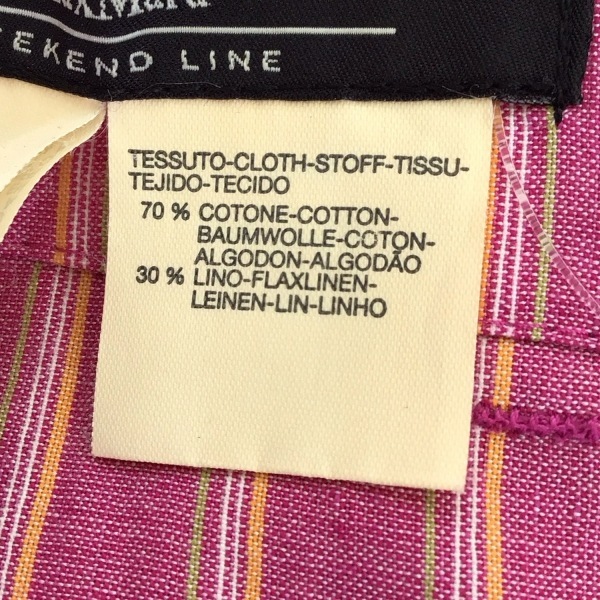 EKEND LINE
TESSUTO-CLOTH-STOFF-TISSU-
TEJIDO-TECIDO
70 % COTONE-COTTON-
BAUMWOLLE-COTON-
ALGODON-ALGODÃO
30 % LINO-FLAXLINEN-
LEINEN-LIN-LINHO